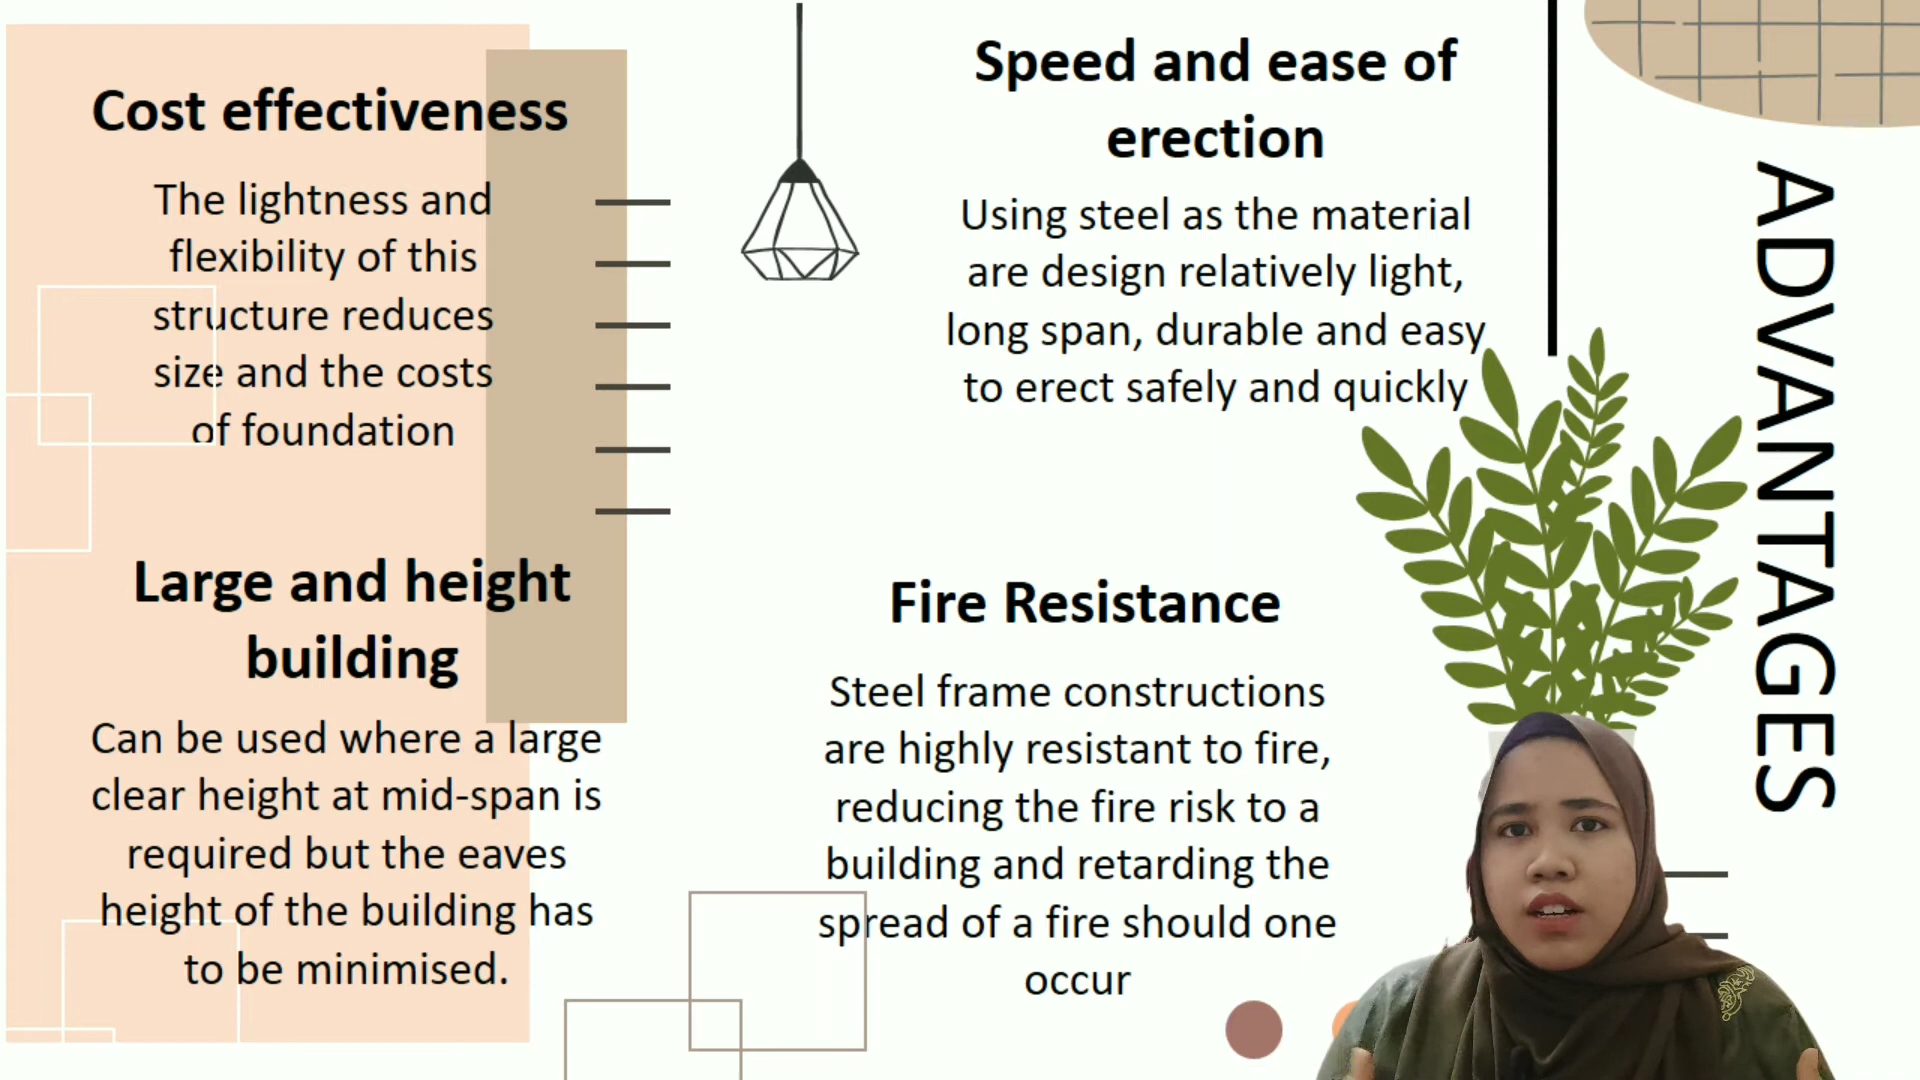 Cost effectiveness
The lightness and
flexibility of this
structure reduces
size and the costs
of foundation
Large and height
building
Can be used where a large
clear height at mid-span is
required but the eaves
height of the building has
to be minimised.
Speed and ease of
erection
Using steel as the material
are design relatively light,
long span, durable and easy
to erect safely and quickly
Fire Resistance
Steel frame constructions
are highly resistant to fire,
reducing the fire risk to a
building and retarding the
spread of a fire should one
occur
ADVANTAGES